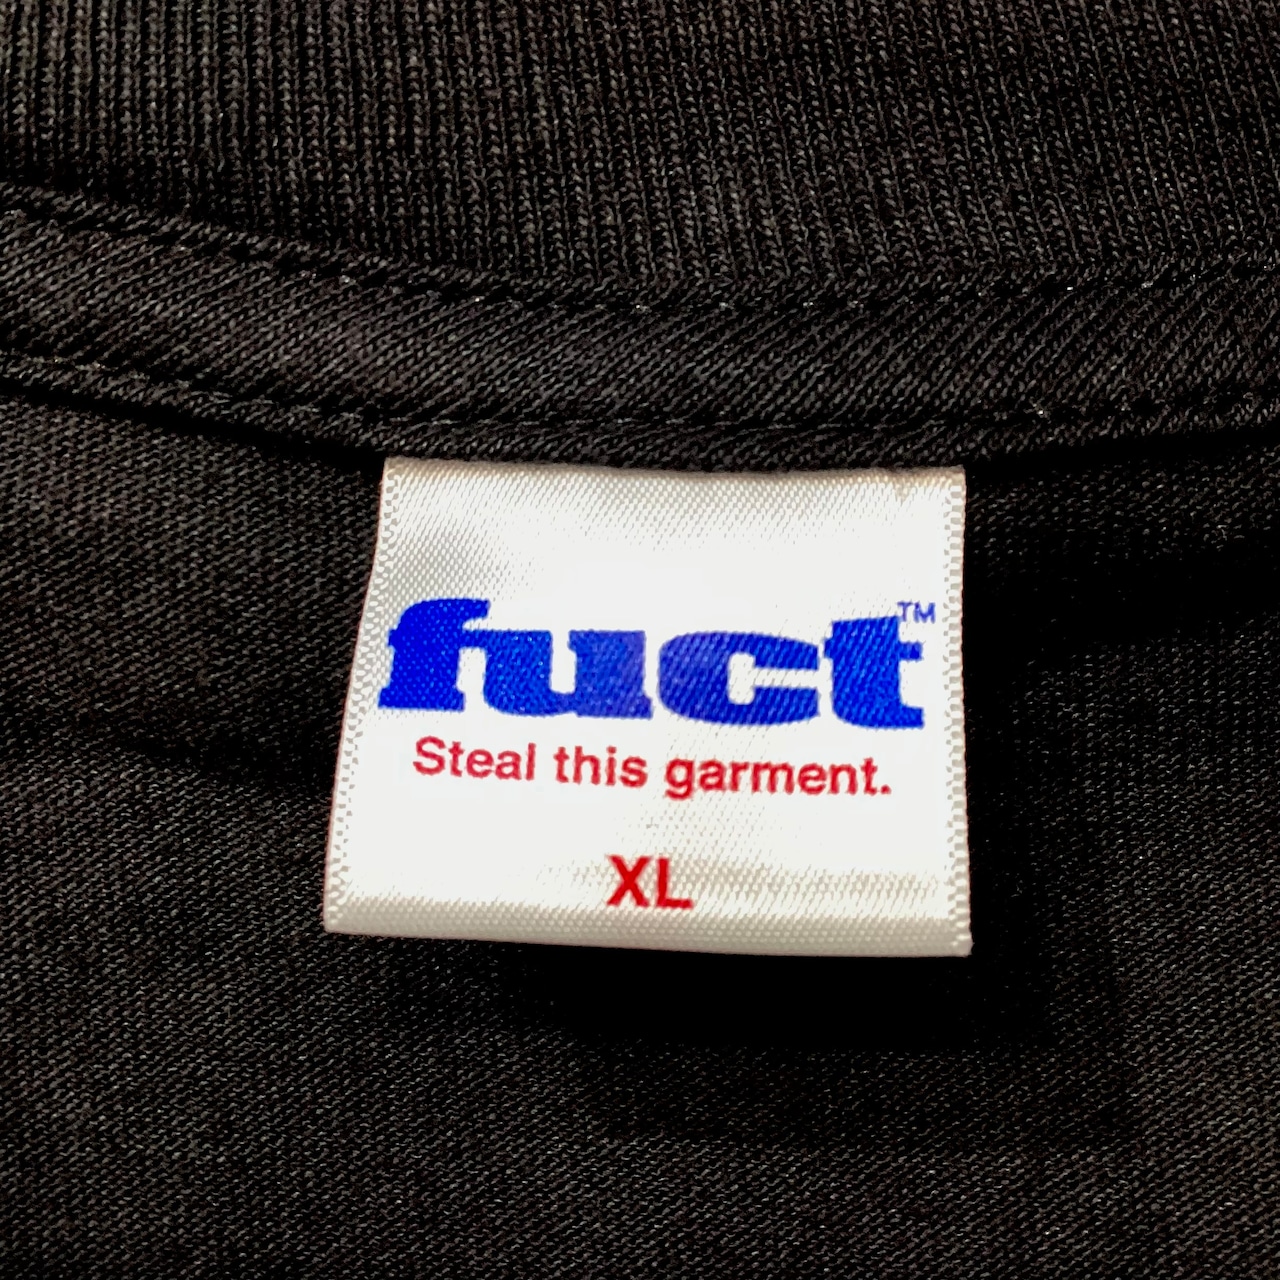 fuct™
Steal this garment.
XL